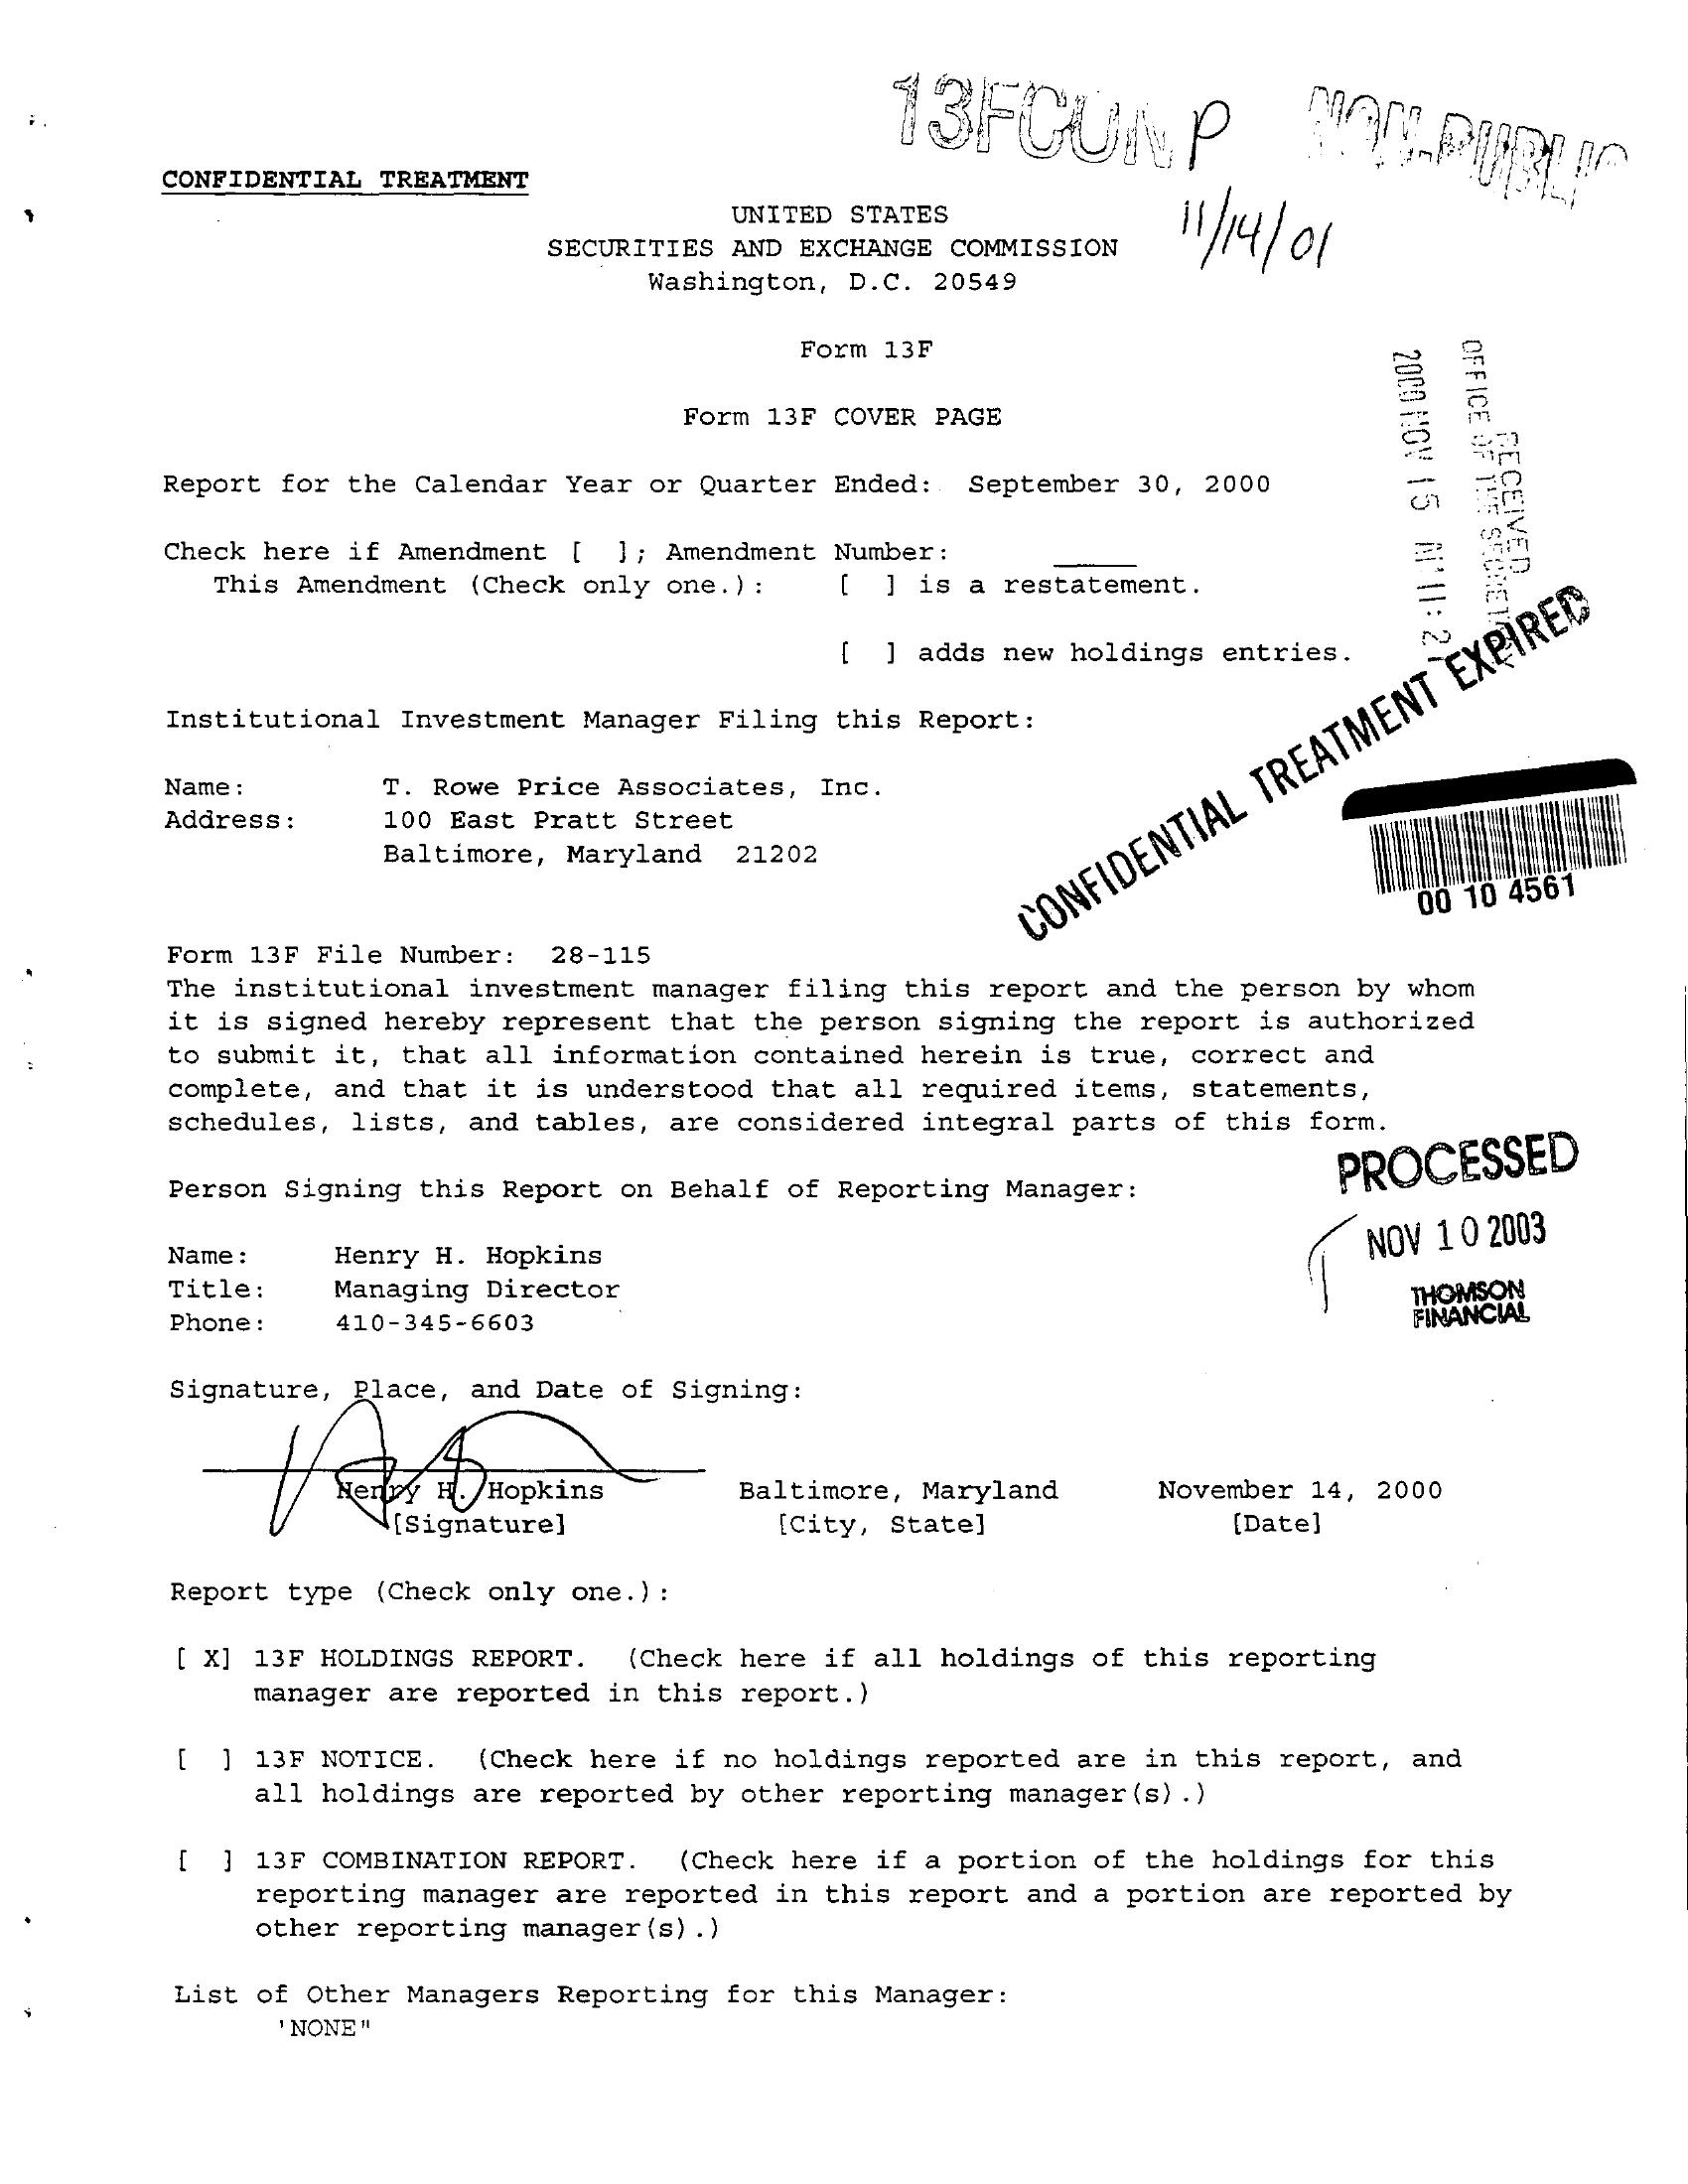 13FCONP NON-PUBLIC
CONFIDENTIAL TREATMENT
11/14/01
UNITED STATES
SECURITIES AND EXCHANGE COMMISSION
Washington, D.C. 20549
Form 13F
Form 13F COVER PAGE
RECEIVED
OFFICE OF THE SECRETARY
2000 NOV 15 AM 11: 2
Report for the Calendar Year or Quarter Ended: September 30, 2000
Check here if Amendment [ ]; Amendment Number: ____
This Amendment (Check only one.): [ ] is a restatement.
[ ] adds new holdings entries.
CONFIDENTIAL TREATMENT EXPIRED
Institutional Investment Manager Filing this Report:
Name: T. Rowe Price Associates, Inc.
Address: 100 East Pratt Street
Baltimore, Maryland 21202
00 10 4561
Form 13F File Number: 28-115
The institutional investment manager filing this report and the person by whom
it is signed hereby represent that the person signing the report is authorized
to submit it, that all information contained herein is true, correct and
complete, and that it is understood that all required items, statements,
schedules, lists, and tables, are considered integral parts of this form.
PROCESSED
NOV 10 2003
THOMSON
FINANCIAL
Person Signing this Report on Behalf of Reporting Manager:
Name: Henry H. Hopkins
Title: Managing Director
Phone: 410-345-6603
Signature, Place, and Date of Signing:
Henry H. Hopkins Baltimore, Maryland November 14, 2000
[Signature] [City, State] [Date]
Report type (Check only one.):
[ X] 13F HOLDINGS REPORT. (Check here if all holdings of this reporting
manager are reported in this report.)
[ ] 13F NOTICE. (Check here if no holdings reported are in this report, and
all holdings are reported by other reporting manager(s).)
[ ] 13F COMBINATION REPORT. (Check here if a portion of the holdings for this
reporting manager are reported in this report and a portion are reported by
other reporting manager(s).)
List of Other Managers Reporting for this Manager:
'NONE"